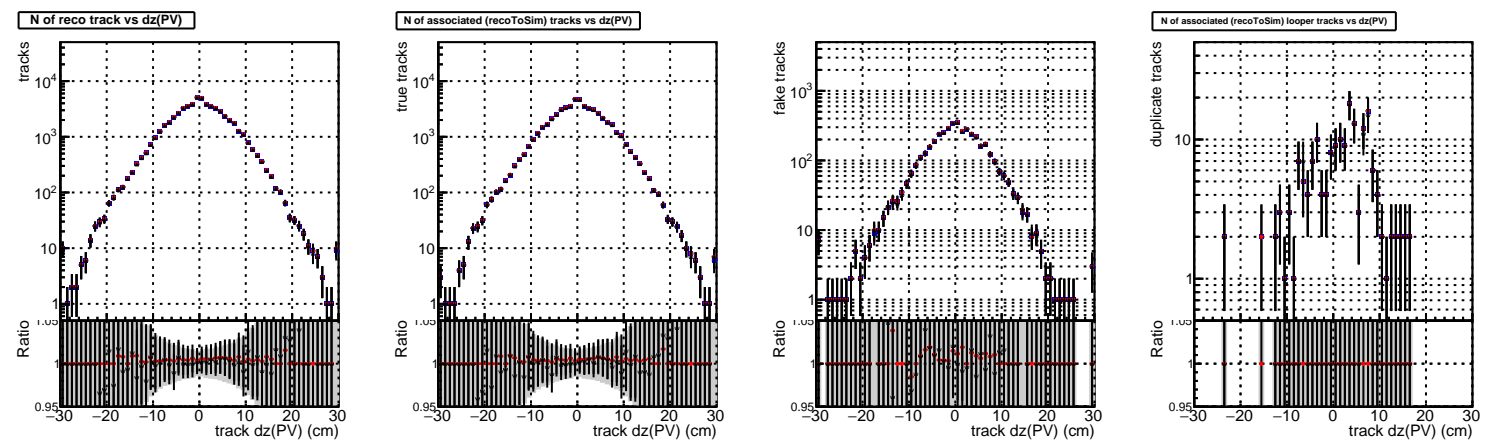 N of reco track vs dz(PV)
tracks
10⁴
10³
10²
10
1
Ratio
1.05
1
0.95
−30 −20 −10 0 10 20 30
track dz(PV) (cm)
N of associated (recoToSim) tracks vs dz(PV)
true tracks
10⁴
10³
10²
10
1
Ratio
1.05
1
0.95
−30 −20 −10 0 10 20 30
track dz(PV) (cm)
fake tracks
10³
10²
10
1
Ratio
1.05
1
0.95
−30 −20 −10 0 10 20 30
track dz(PV) (cm)
N of associated (recoToSim) looper tracks vs dz(PV)
duplicate tracks
10
1
Ratio
1.05
1
0.95
−30 −20 −10 0 10 20 30
track dz(PV) (cm)